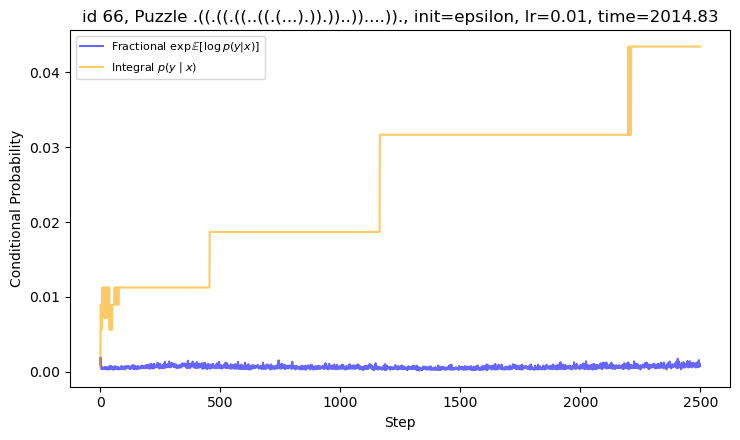 id 66, Puzzle .((.((.((..((.(...).)).))..))....))., init=epsilon, lr=0.01, time=2014.83
Fractional exp𝔼[log p(y|x)]
Integral p(y | x)
0.04
0.03
0.02
0.01
0.00
Conditional Probability
0
500
1000
1500
2000
2500
Step